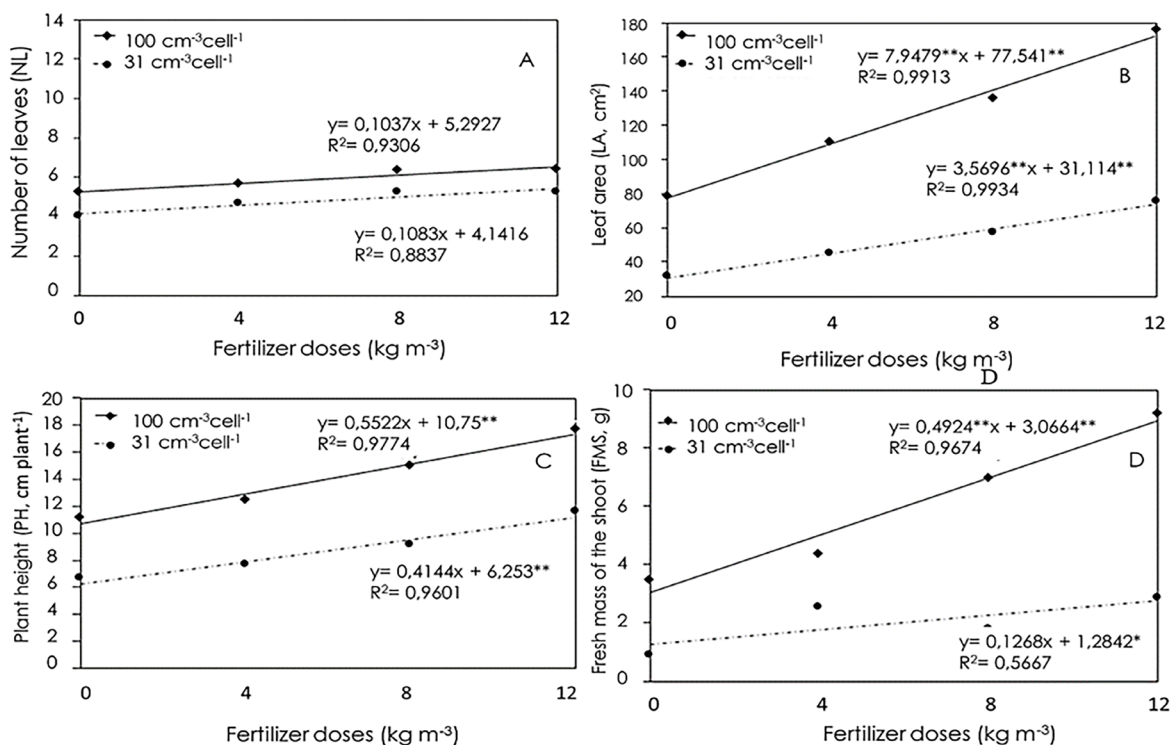 14
12
10
8
6
4
2
0
Number of leaves (NL)
100 cm⁻³cell⁻¹
31 cm⁻³cell⁻¹
A
y= 0,1037x + 5,2927
R²= 0,9306
y= 0,1083x + 4,1416
R²= 0,8837
0 4 8 12
Fertilizer doses (kg m⁻³)
180
160
140
120
100
80
60
40
20
Leaf area (LA, cm²)
100 cm⁻³cell⁻¹
31 cm⁻³cell⁻¹
B
y= 7,9479**x + 77,541**
R²= 0,9913
y= 3,5696**x + 31,114**
R²= 0,9934
0 4 8 12
Fertilizer doses (kg m⁻³)
20
18
16
14
12
10
8
6
4
2
0
Plant height (PH, cm plant⁻¹)
100 cm⁻³cell⁻¹
31 cm⁻³cell⁻¹
C
y= 0,5522x + 10,75**
R²= 0,9774
y= 0,4144x + 6,253**
R²= 0,9601
0 4 8 12
Fertilizer doses (kg m⁻³)
D
10
8
6
4
2
0
Fresh mass of the shoot (FMS, g)
100 cm⁻³cell⁻¹
31 cm⁻³cell⁻¹
D
y= 0,4924**x + 3,0664**
R²= 0,9674
y= 0,1268x + 1,2842*
R²= 0,5667
0 4 8 12
Fertilizer doses (kg m⁻³)